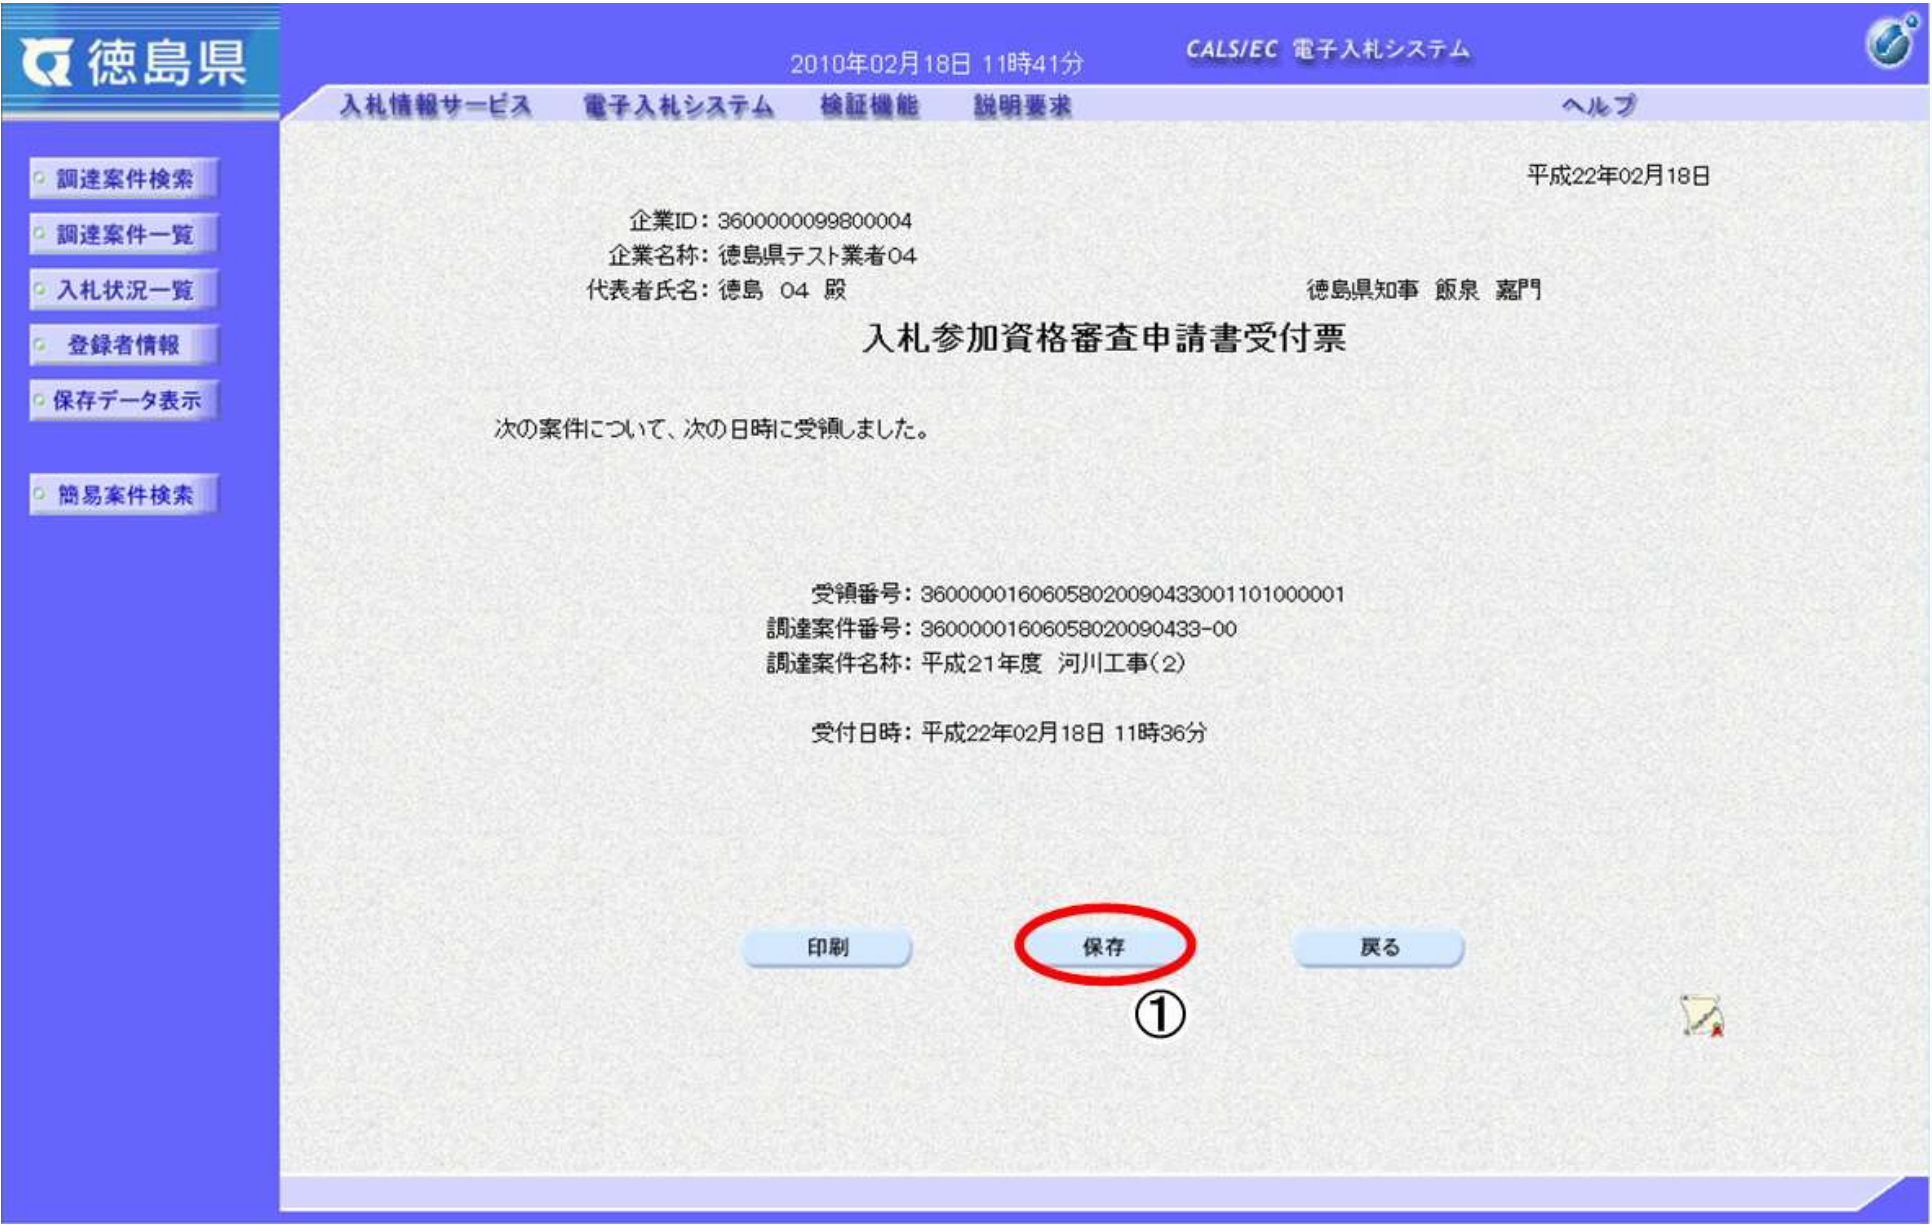 徳島県
2010年02月18日 11時41分
CALS/EC 電子入札システム
入札情報サービス 電子入札システム 検証機能 説明要求 ヘルプ
調達案件検索
調達案件一覧
入札状況一覧
登録者情報
保存データ表示
簡易案件検索
平成22年02月18日
企業ID：3600000099800004
企業名称：徳島県テスト業者04
代表者氏名：徳島 04 殿
徳島県知事 飯泉 嘉門
入札参加資格審査申請書受付票
次の案件について、次の日時に受領しました。
受領番号：36000001606058020090433001101000001
調達案件番号：36000001606058020090433-00
調達案件名称：平成21年度 河川工事(2)
受付日時：平成22年02月18日 11時36分
印刷 保存 戻る
①